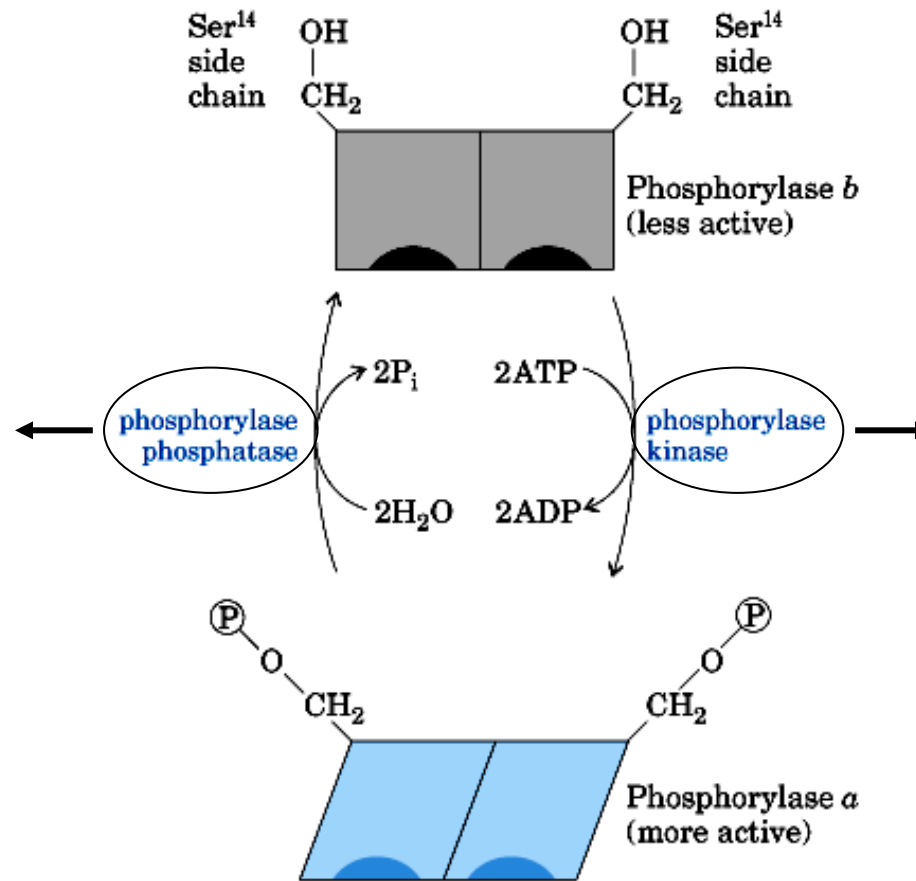 Ser¹⁴
side
chain
OH
CH₂
OH
CH₂
Ser¹⁴
side
chain
Phosphorylase b
(less active)
2Pᵢ
2ATP
phosphorylase
phosphatase
phosphorylase
kinase
2H₂O
2ADP
P
O
CH₂
P
O
CH₂
Phosphorylase a
(more active)